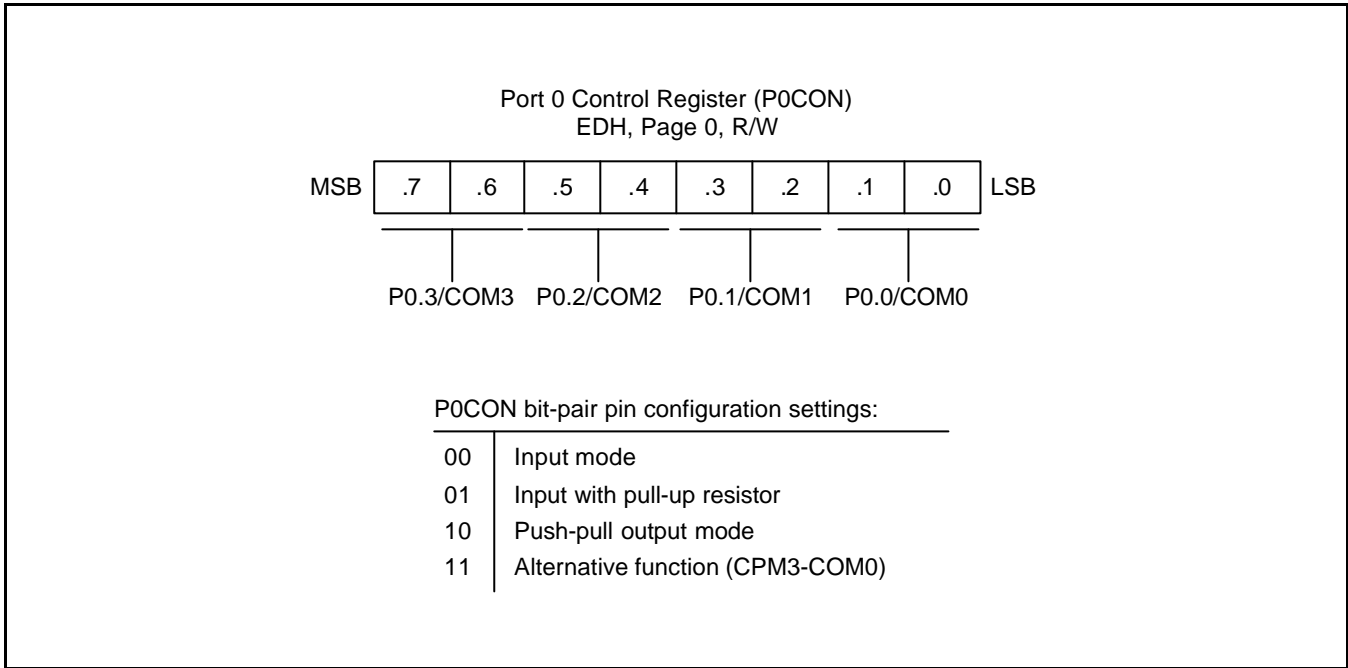 Port 0 Control Register (P0CON)
EDH, Page 0, R/W
MSB .7 .6 .5 .4 .3 .2 .1 .0 LSB
P0.3/COM3 P0.2/COM2 P0.1/COM1 P0.0/COM0
P0CON bit-pair pin configuration settings:
00 Input mode
01 Input with pull-up resistor
10 Push-pull output mode
11 Alternative function (CPM3-COM0)